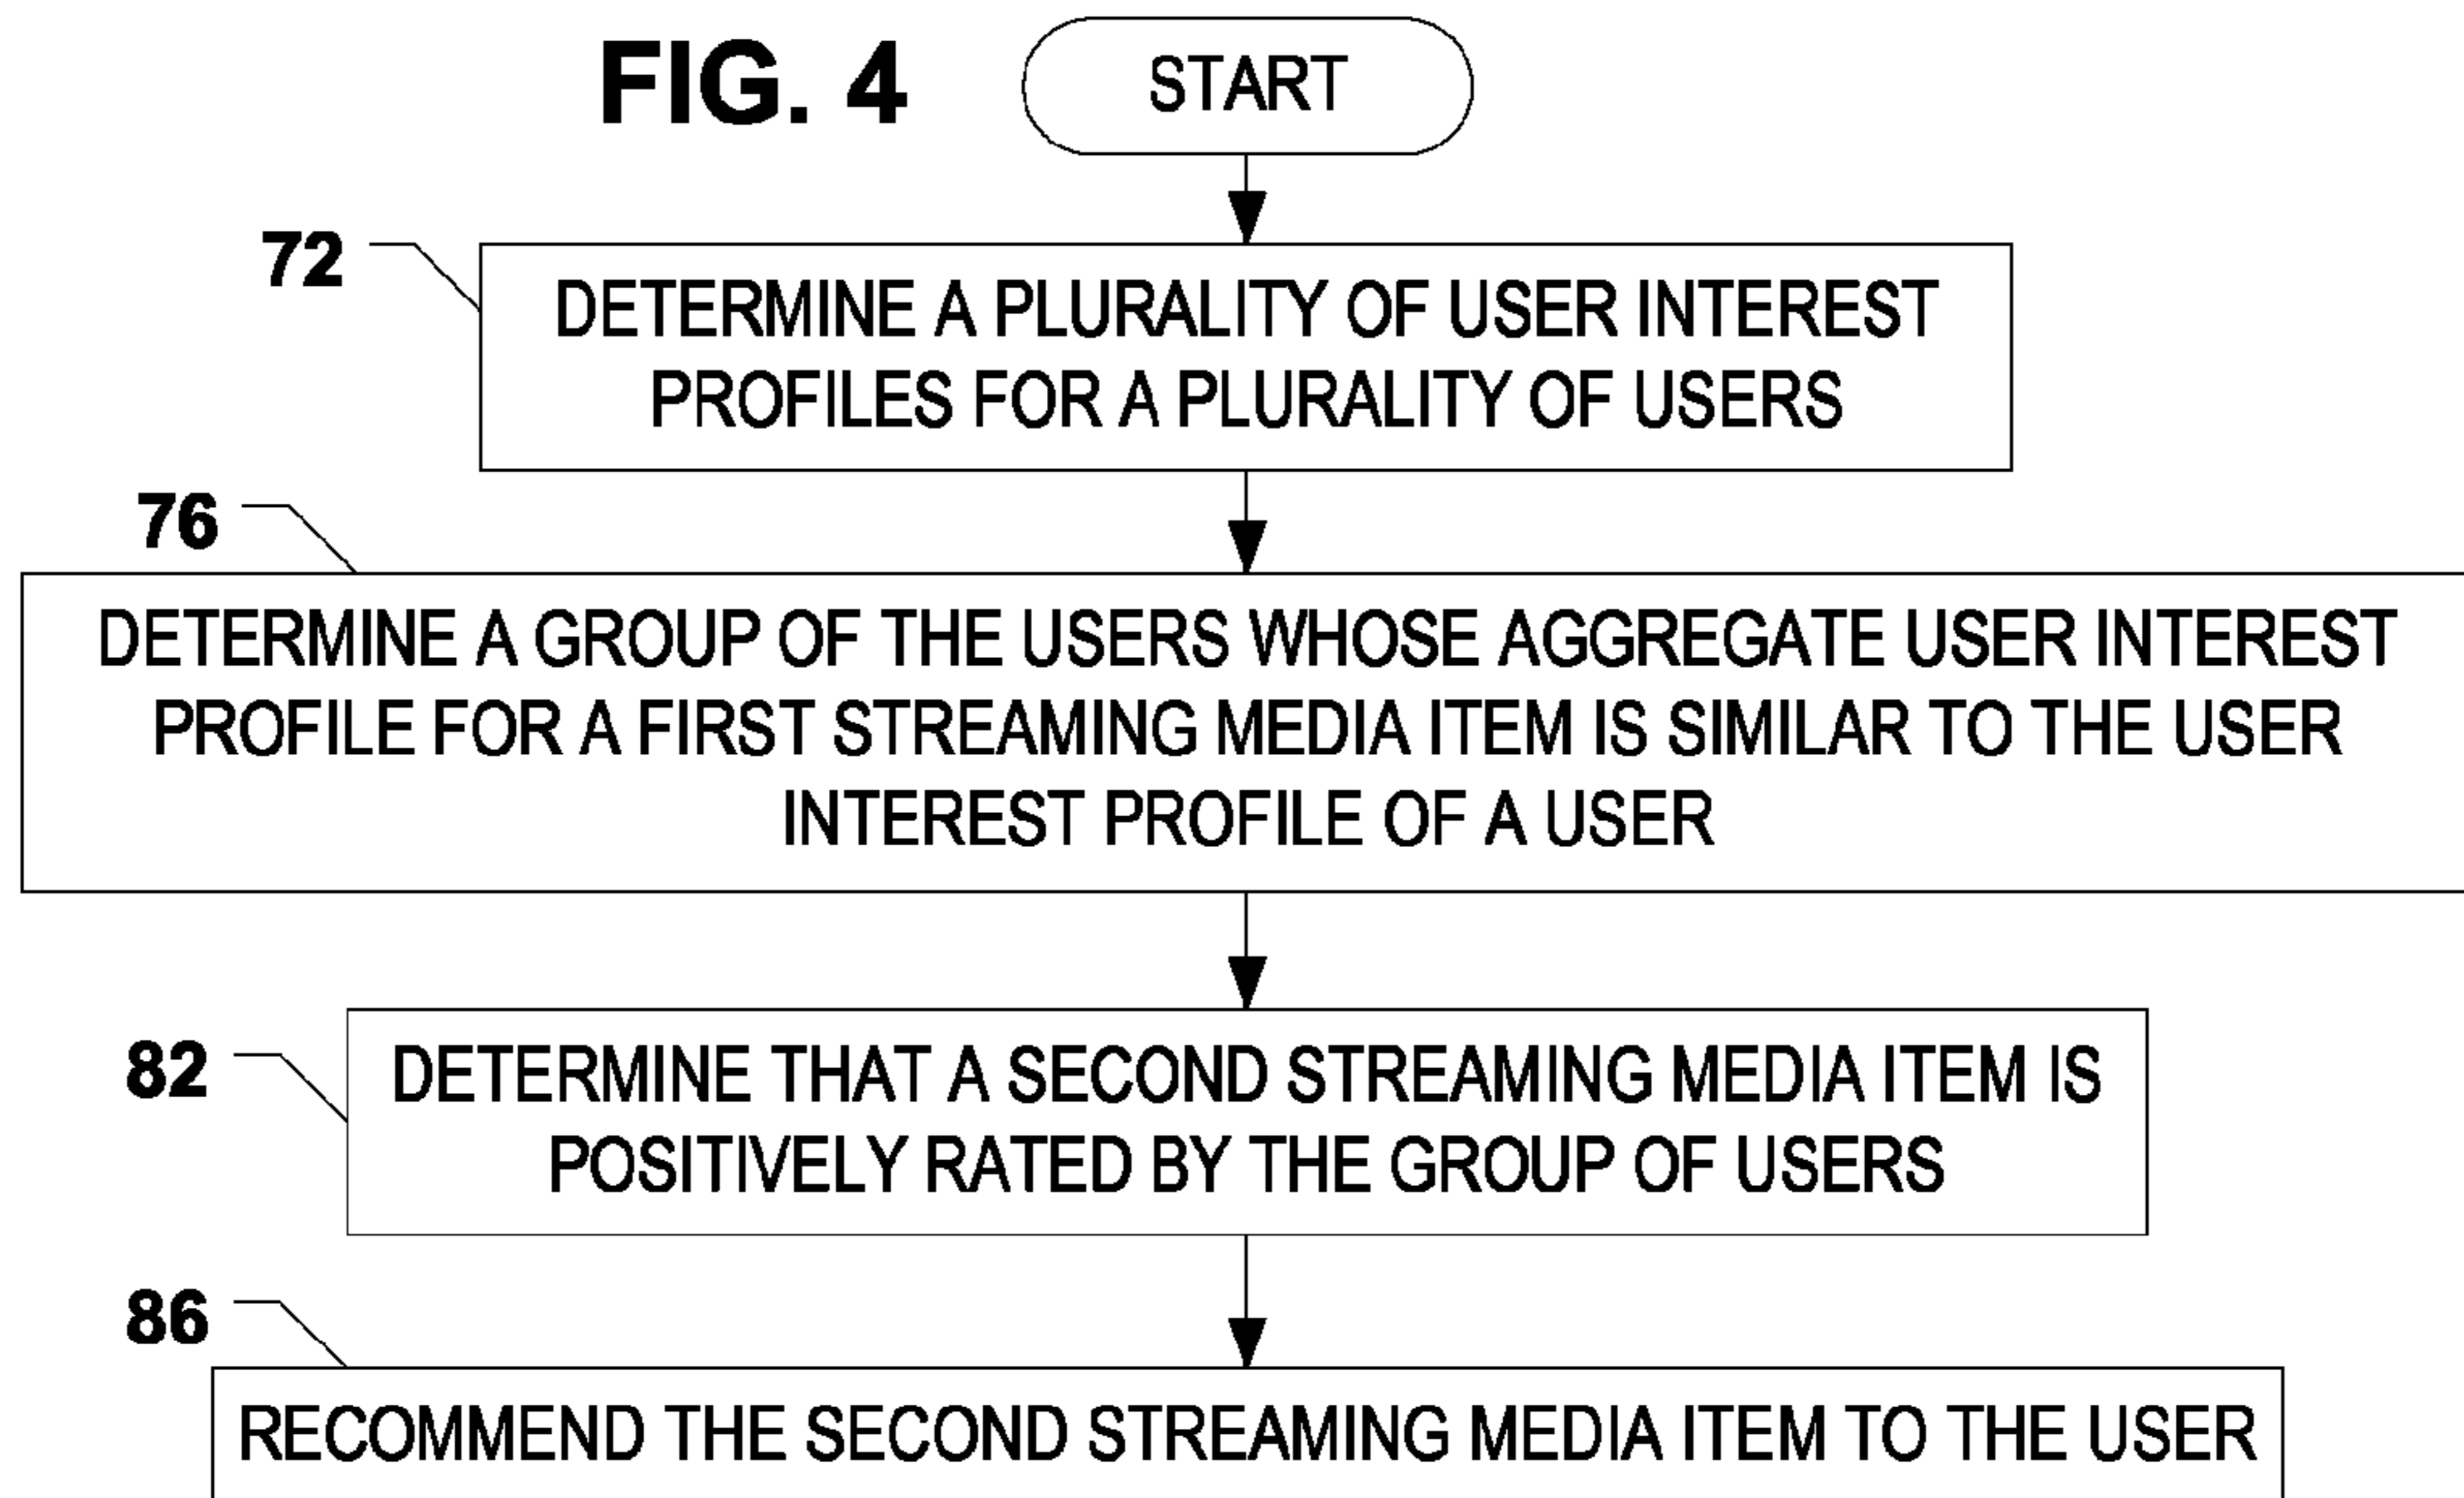 FIG. 4
START
72
DETERMINE A PLURALITY OF USER INTEREST
PROFILES FOR A PLURALITY OF USERS
76
DETERMINE A GROUP OF THE USERS WHOSE AGGREGATE USER INTEREST
PROFILE FOR A FIRST STREAMING MEDIA ITEM IS SIMILAR TO THE USER
INTEREST PROFILE OF A USER
82
DETERMINE THAT A SECOND STREAMING MEDIA ITEM IS
POSITIVELY RATED BY THE GROUP OF USERS
86
RECOMMEND THE SECOND STREAMING MEDIA ITEM TO THE USER